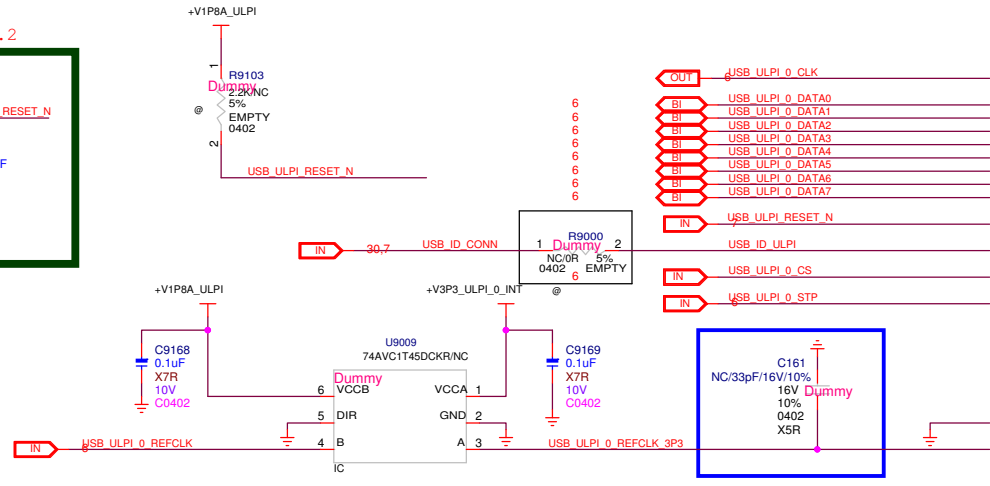 +V1P8A_ULPI
.2
1
R9103
Dummy
2.2K/NC
5%
@
EMPTY
0402
2
USB_ULPI_RESET_N
RESET_N
F
OUT
6
USB_ULPI_0_CLK
6
BI
USB_ULPI_0_DATA0
6
BI
USB_ULPI_0_DATA1
6
BI
USB_ULPI_0_DATA2
6
BI
USB_ULPI_0_DATA3
6
BI
USB_ULPI_0_DATA4
6
BI
USB_ULPI_0_DATA5
6
BI
USB_ULPI_0_DATA6
6
BI
USB_ULPI_0_DATA7
IN
7
USB_ULPI_RESET_N
IN
30,7
USB_ID_CONN
R9000
1
Dummy
2
NC/0R
5%
0402
6
EMPTY
@
USB_ID_ULPI
IN
6
USB_ULPI_0_CS
IN
6
USB_ULPI_0_STP
+V1P8A_ULPI
+V3P3_ULPI_0_INT
C9168
0.1uF
X7R
10V
C0402
U9009
74AVC1T45DCKR/NC
Dummy
6
VCCB
VCCA
1
5
DIR
GND
2
4
B
A
3
IC
C9169
0.1uF
X7R
10V
C0402
IN
6
USB_ULPI_0_REFCLK
USB_ULPI_0_REFCLK_3P3
C161
NC/33pF/16V/10%
16V
Dummy
10%
0402
X5R